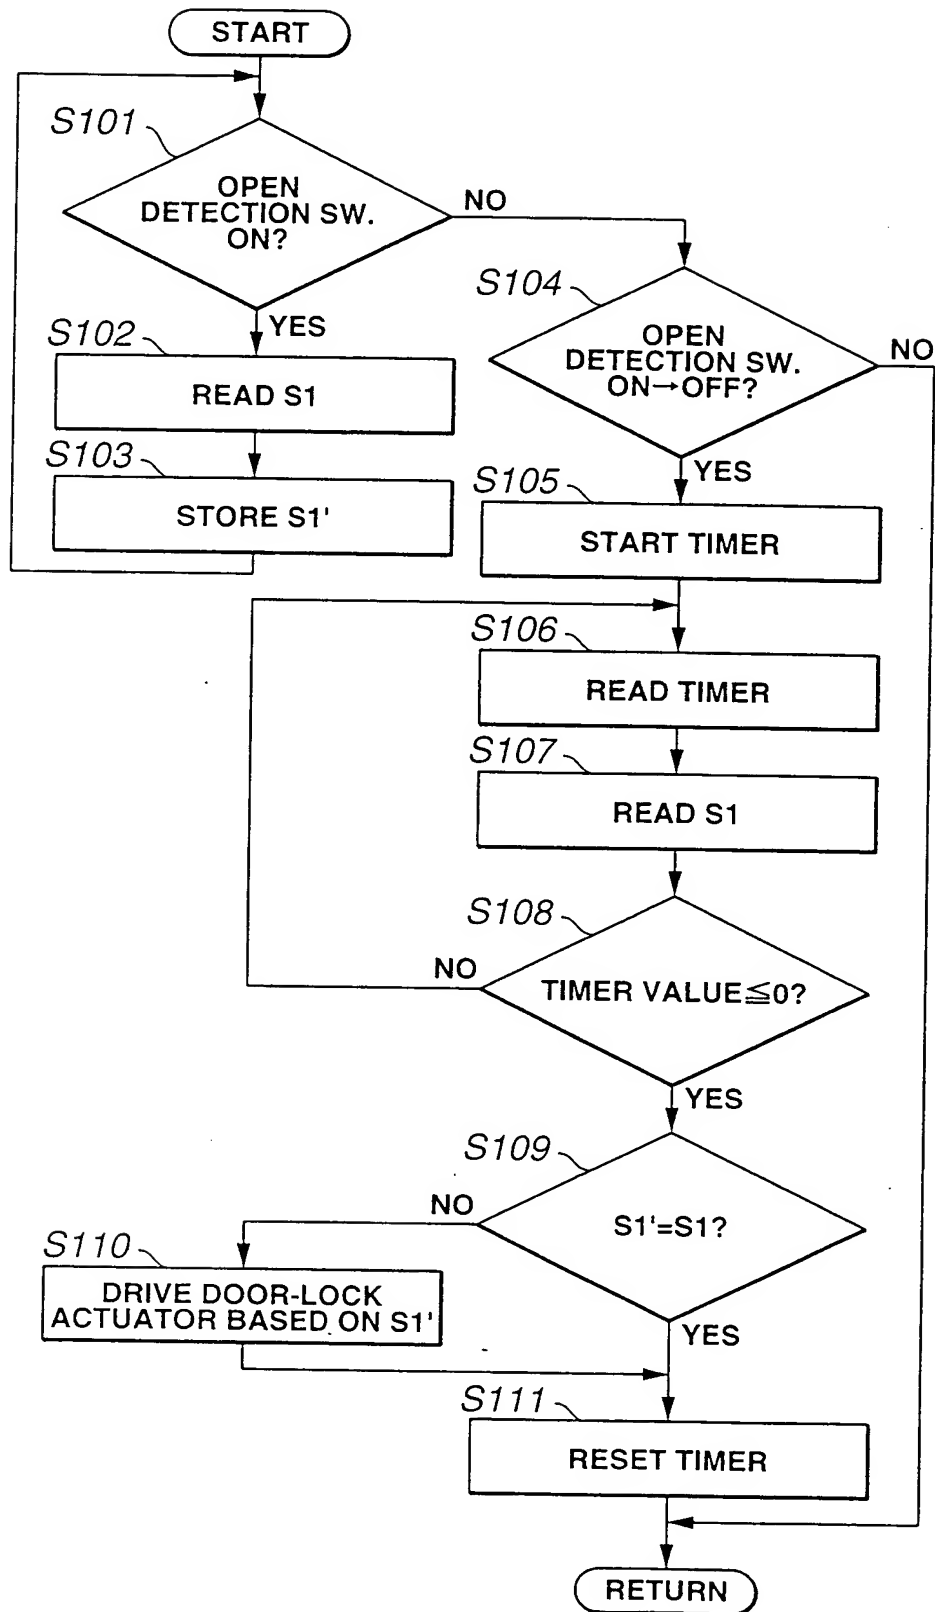 START
S101
OPEN
DETECTION SW.
ON?
NO
YES
S102
READ S1
S103
STORE S1'
S104
OPEN
DETECTION SW.
ON→OFF?
NO
YES
S105
START TIMER
S106
READ TIMER
S107
READ S1
S108
TIMER VALUE≦0?
NO
YES
S109
S1'=S1?
NO
YES
S110
DRIVE DOOR-LOCK
ACTUATOR BASED ON S1'
S111
RESET TIMER
RETURN